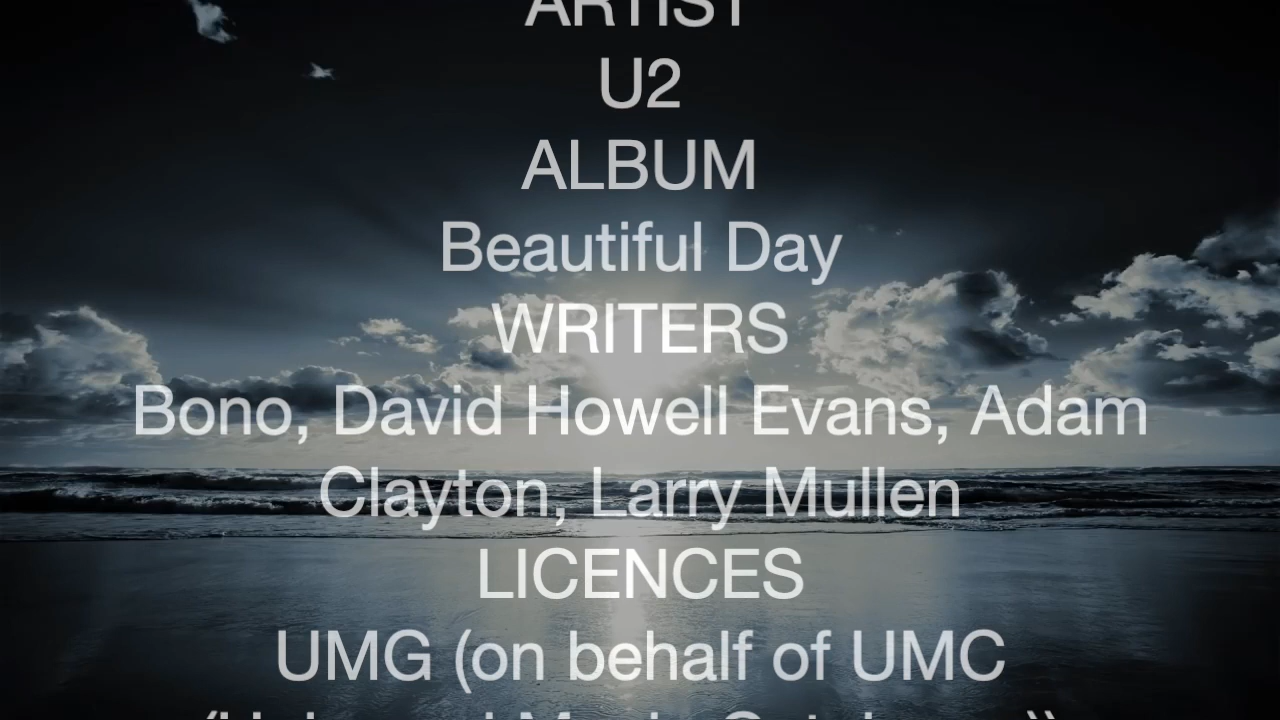 ARTIST
U2
ALBUM
Beautiful Day
WRITERS
Bono, David Howell Evans, Adam
Clayton, Larry Mullen
LICENCES
UMG (on behalf of UMC